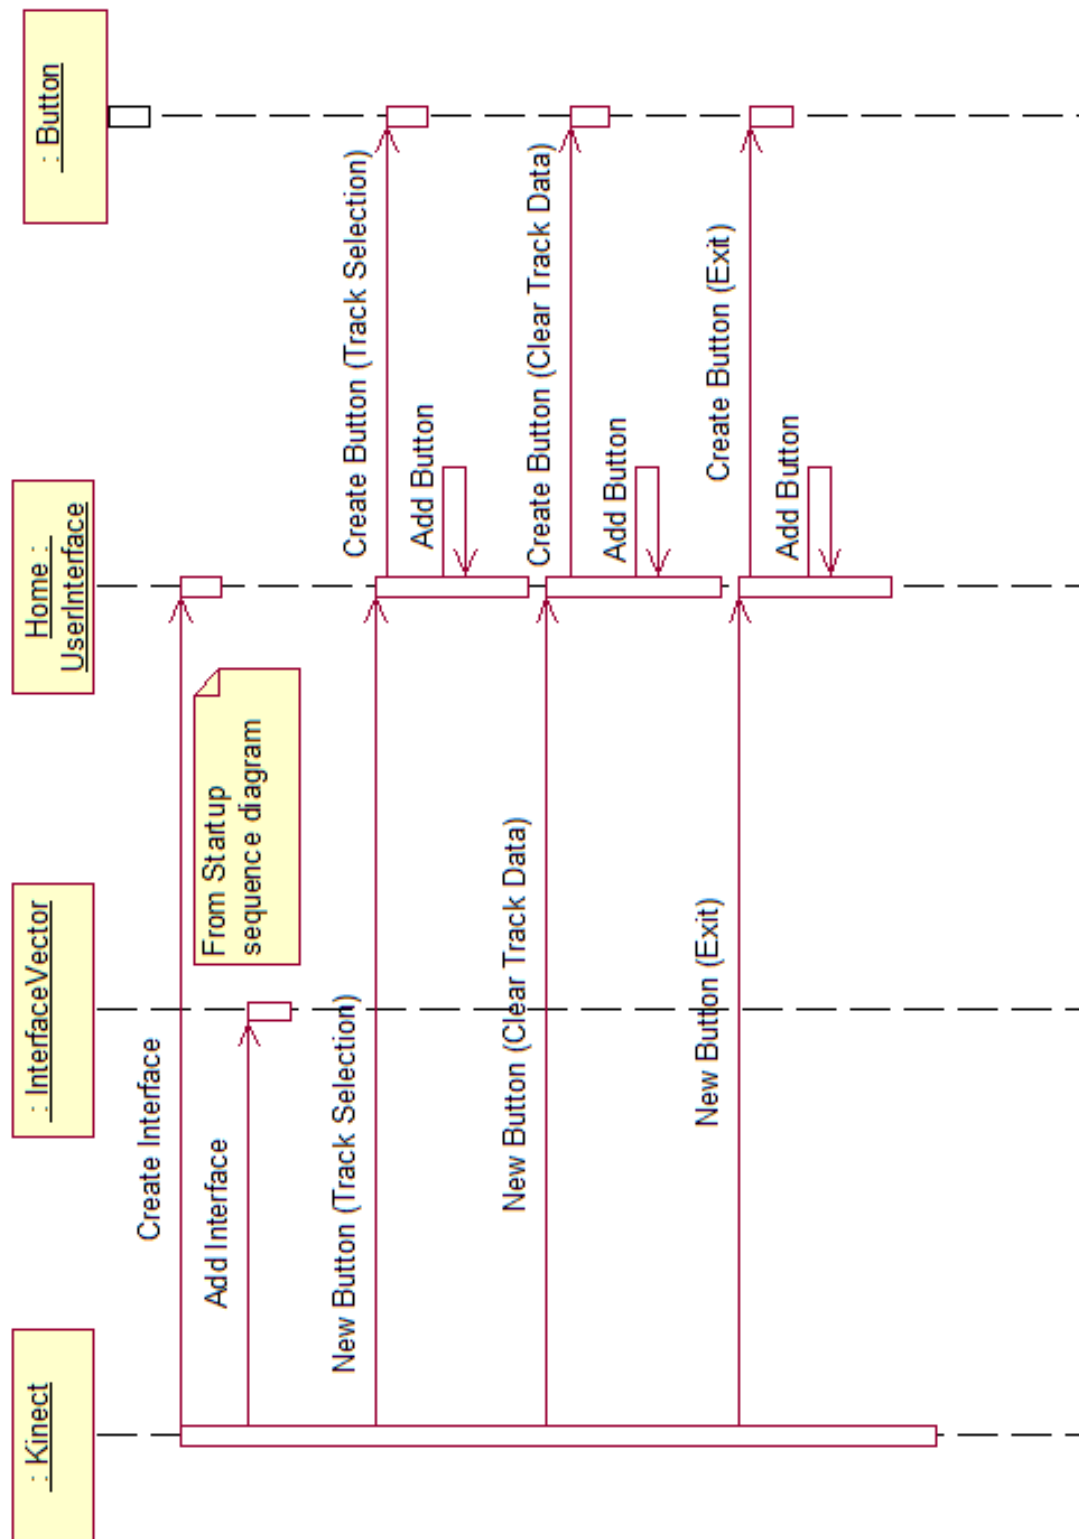 : Kinect
: InterfaceVector
Home :
UserInterface
: Button
Create Interface
From Startup
sequence diagram
Add Interface
New Button (Track Selection)
Create Button (Track Selection)
Add Button
New Button (Clear Track Data)
Create Button (Clear Track Data)
Add Button
New Button (Exit)
Create Button (Exit)
Add Button